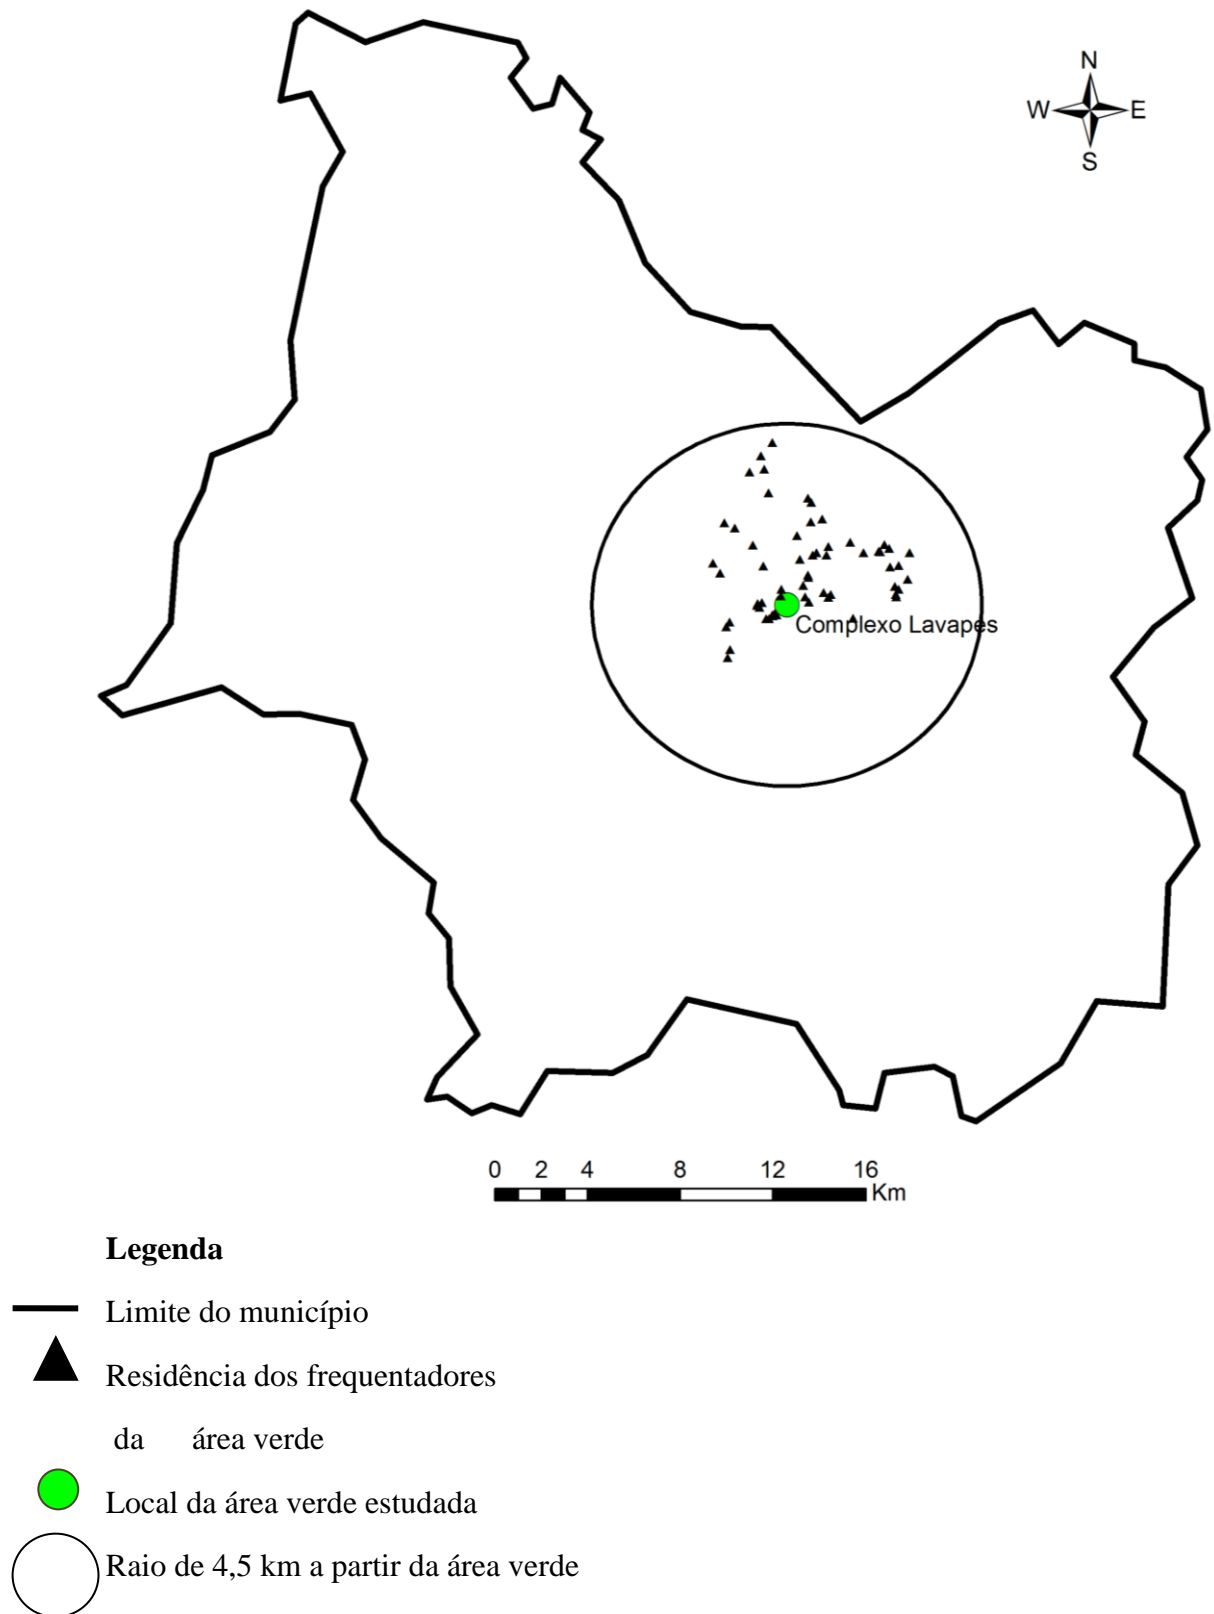 N
W E
S
Complexo Lavapes
0 2 4 8 12 16
Km
Legenda
Limite do município
Residência dos frequentadores
da área verde
Local da área verde estudada
Raio de 4,5 km a partir da área verde